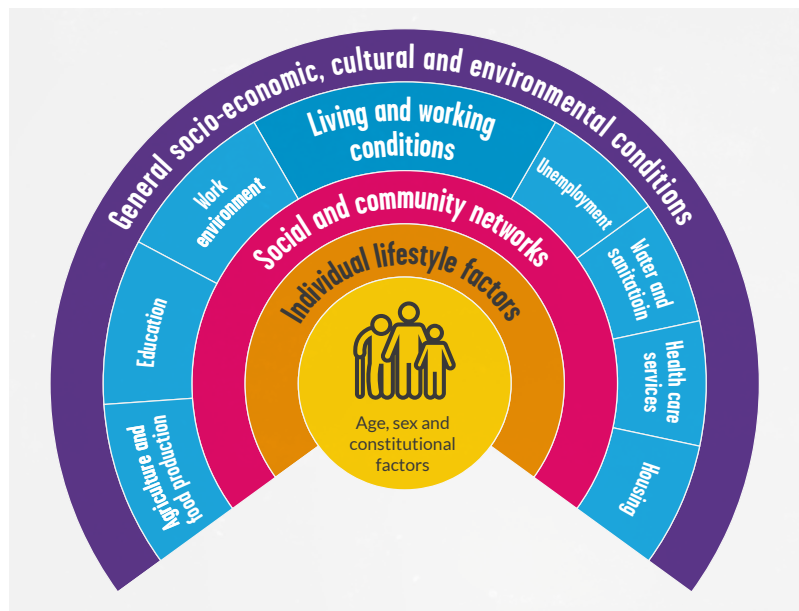 General socio-economic, cultural and environmental conditions
Living and working
conditions
Agriculture and
food production
Education
Work
environment
Unemployment
Water and
sanitatioin
Health care
services
Housing
Social and community networks
Individual lifestyle factors
Age, sex and
constitutional
factors